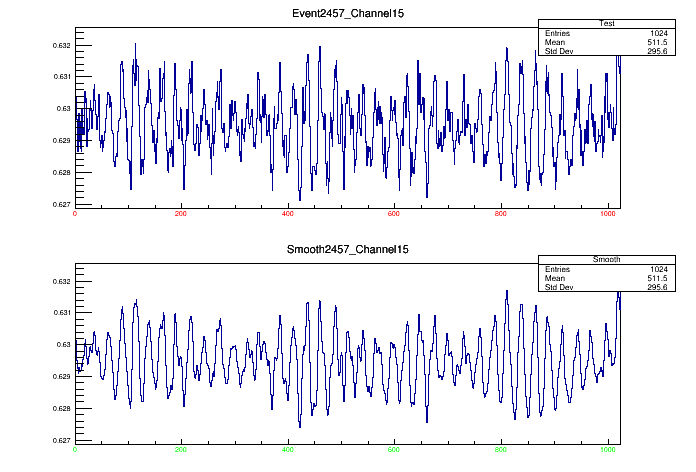 Event2457_Channel15
Test
Entries 1024
Mean 511.5
Std Dev 295.6
0.632
0.631
0.63
0.629
0.628
0.627
0 200 400 600 800 1000
Smooth2457_Channel15
Smooth
Entries 1024
Mean 511.5
Std Dev 295.6
0.632
0.631
0.63
0.629
0.628
0.627
0 200 400 600 800 1000